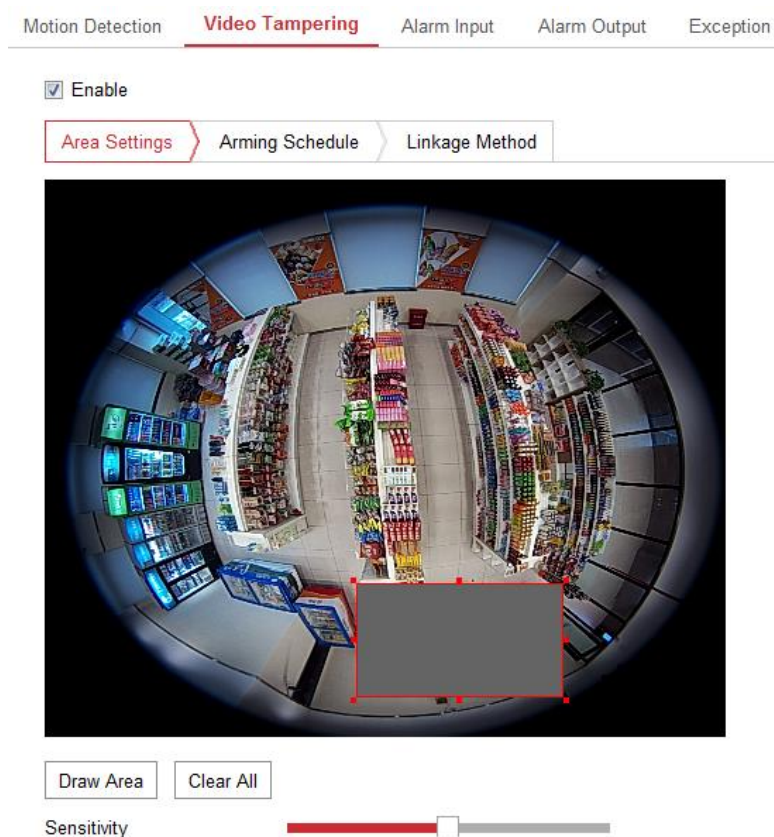 Motion Detection Video Tampering Alarm Input Alarm Output Exception
Enable
Area Settings Arming Schedule Linkage Method
Draw Area Clear All
Sensitivity